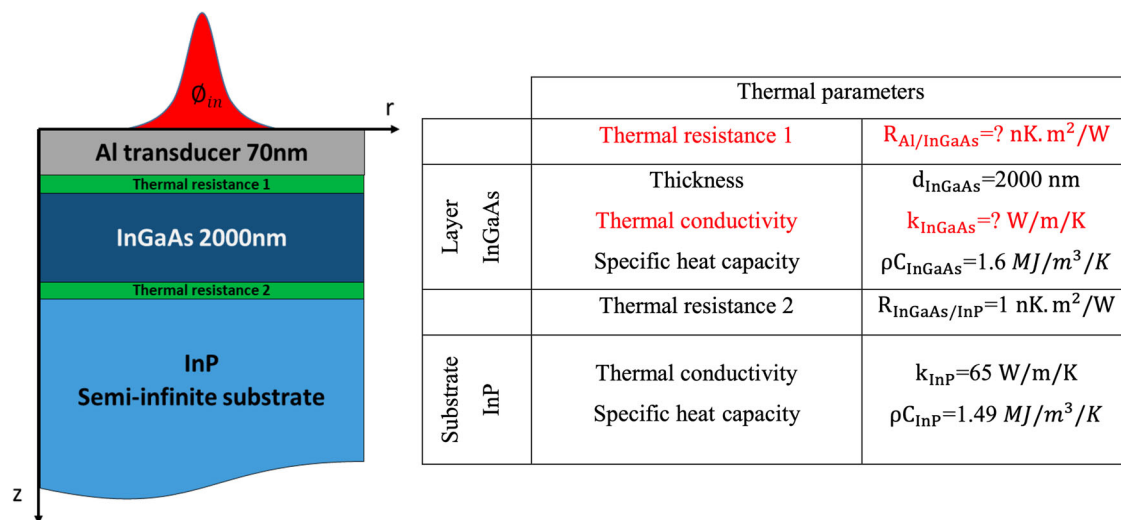 ∅in
r
Al transducer 70nm
Thermal resistance 1
InGaAs 2000nm
Thermal resistance 2
InP
Semi-infinite substrate
z
Thermal parameters
Thermal resistance 1 R_Al/InGaAs=? nK. m²/W
Layer
InGaAs
Thickness d_InGaAs=2000 nm
Thermal conductivity k_InGaAs=? W/m/K
Specific heat capacity ρC_InGaAs=1.6 MJ/m³/K
Thermal resistance 2 R_InGaAs/InP=1 nK. m²/W
Substrate
InP
Thermal conductivity k_InP=65 W/m/K
Specific heat capacity ρC_InP=1.49 MJ/m³/K